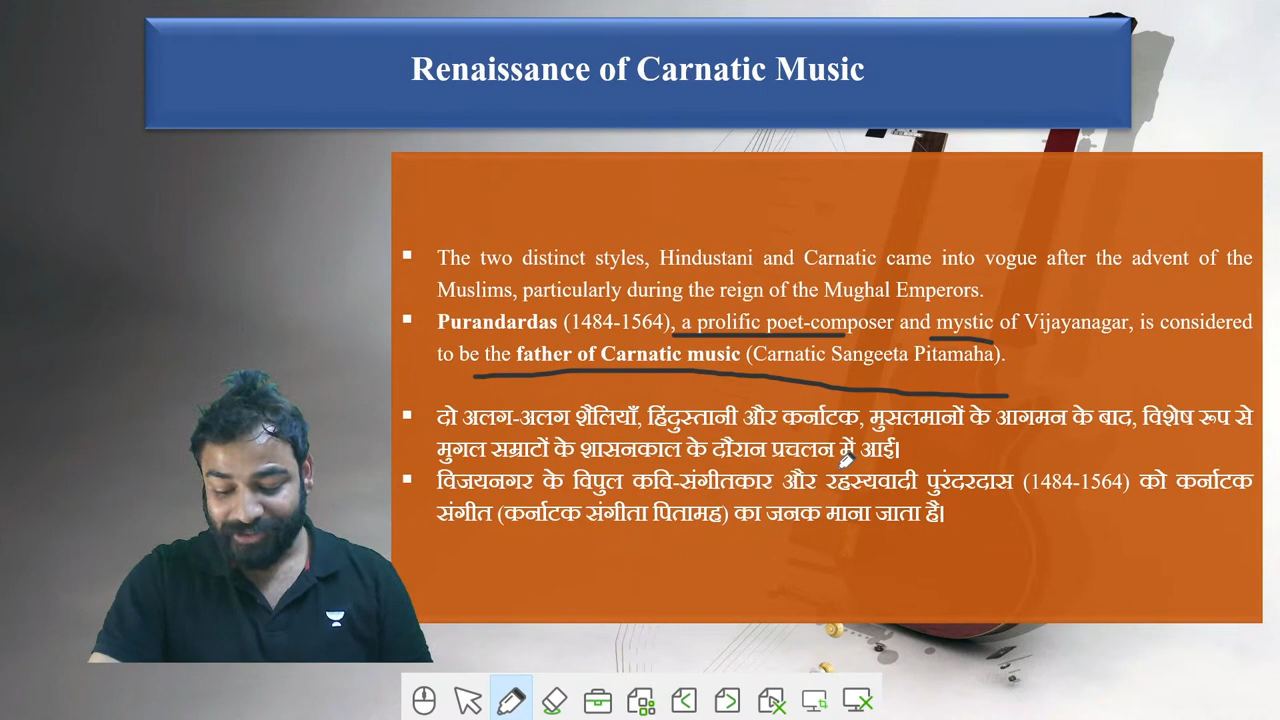 Renaissance of Carnatic Music
The two distinct styles, Hindustani and Carnatic came into vogue after the advent of the
Muslims, particularly during the reign of the Mughal Emperors.
Purandardas (1484-1564), a prolific poet-composer and mystic of Vijayanagar, is considered
to be the father of Carnatic music (Carnatic Sangeeta Pitamaha).
दो अलग-अलग शैलियाँ, हिंदुस्तानी और कर्नाटक, मुसलमानों के आगमन के बाद, विशेष रूप से
मुगल सम्राटों के शासनकाल के दौरान प्रचलन में आई।
विजयनगर के विपुल कवि-संगीतकार और रहस्यवादी पुरंदरदास (1484-1564) को कर्नाटक
संगीत (कर्नाटक संगीता पितामह) का जनक माना जाता है।